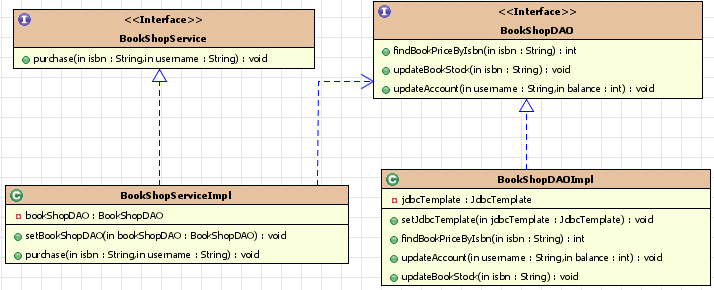 I
<<Interface>>
BookShopService
purchase(in isbn : String,in username : String) : void
I
<<Interface>>
BookShopDAO
findBookPriceByIsbn(in isbn : String) : int
updateBookStock(in isbn : String) : void
updateAccount(in username : String,in balance : int) : void
C
BookShopServiceImpl
bookShopDAO : BookShopDAO
setBookShopDAO(in bookShopDAO : BookShopDAO) : void
purchase(in isbn : String,in username : String) : void
C
BookShopDAOImpl
jdbcTemplate : JdbcTemplate
setJdbcTemplate(in jdbcTemplate : JdbcTemplate) : void
findBookPriceByIsbn(in isbn : String) : int
updateAccount(in username : String,in balance : int) : void
updateBookStock(in isbn : String) : void